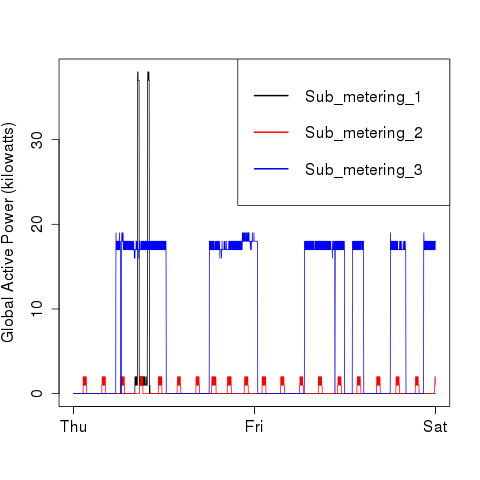 Sub_metering_1
Sub_metering_2
Sub_metering_3
Global Active Power (kilowatts)
30
20
10
0
Thu Fri Sat